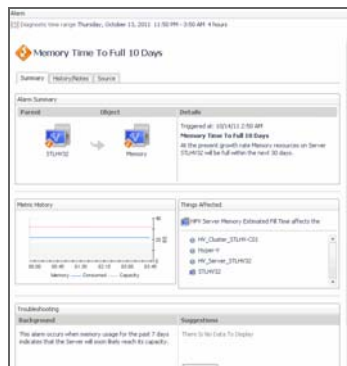 Alarm
Diagnostic time range Thursday, October 13, 2011 11:50 PM - 3:50 AM 4 hours
Memory Time To Full 10 Days
Summary
History/Notes
Source
Alarm Summary
Parent
Object
Details
STLHV32
Memory
Triggered at: 10/14/11 2:50 AM
Memory Time To Full 10 Days
At the present growth rate Memory resources on Server
STLHV32 will be full within the next 30 days.
Metric History
Things Affected
Server Memory Estimated Fill Time affects the
HV_Cluster_STLHV-CS1
Hyper-V
HV_Server_STLHV32
STLHV32
Memory
Consumed
Capacity
Troubleshooting
Background
Suggestions
This alarm occurs when memory usage for the past 7 days
indicates that the Server will soon likely reach its capacity.
There Is No Data To Display